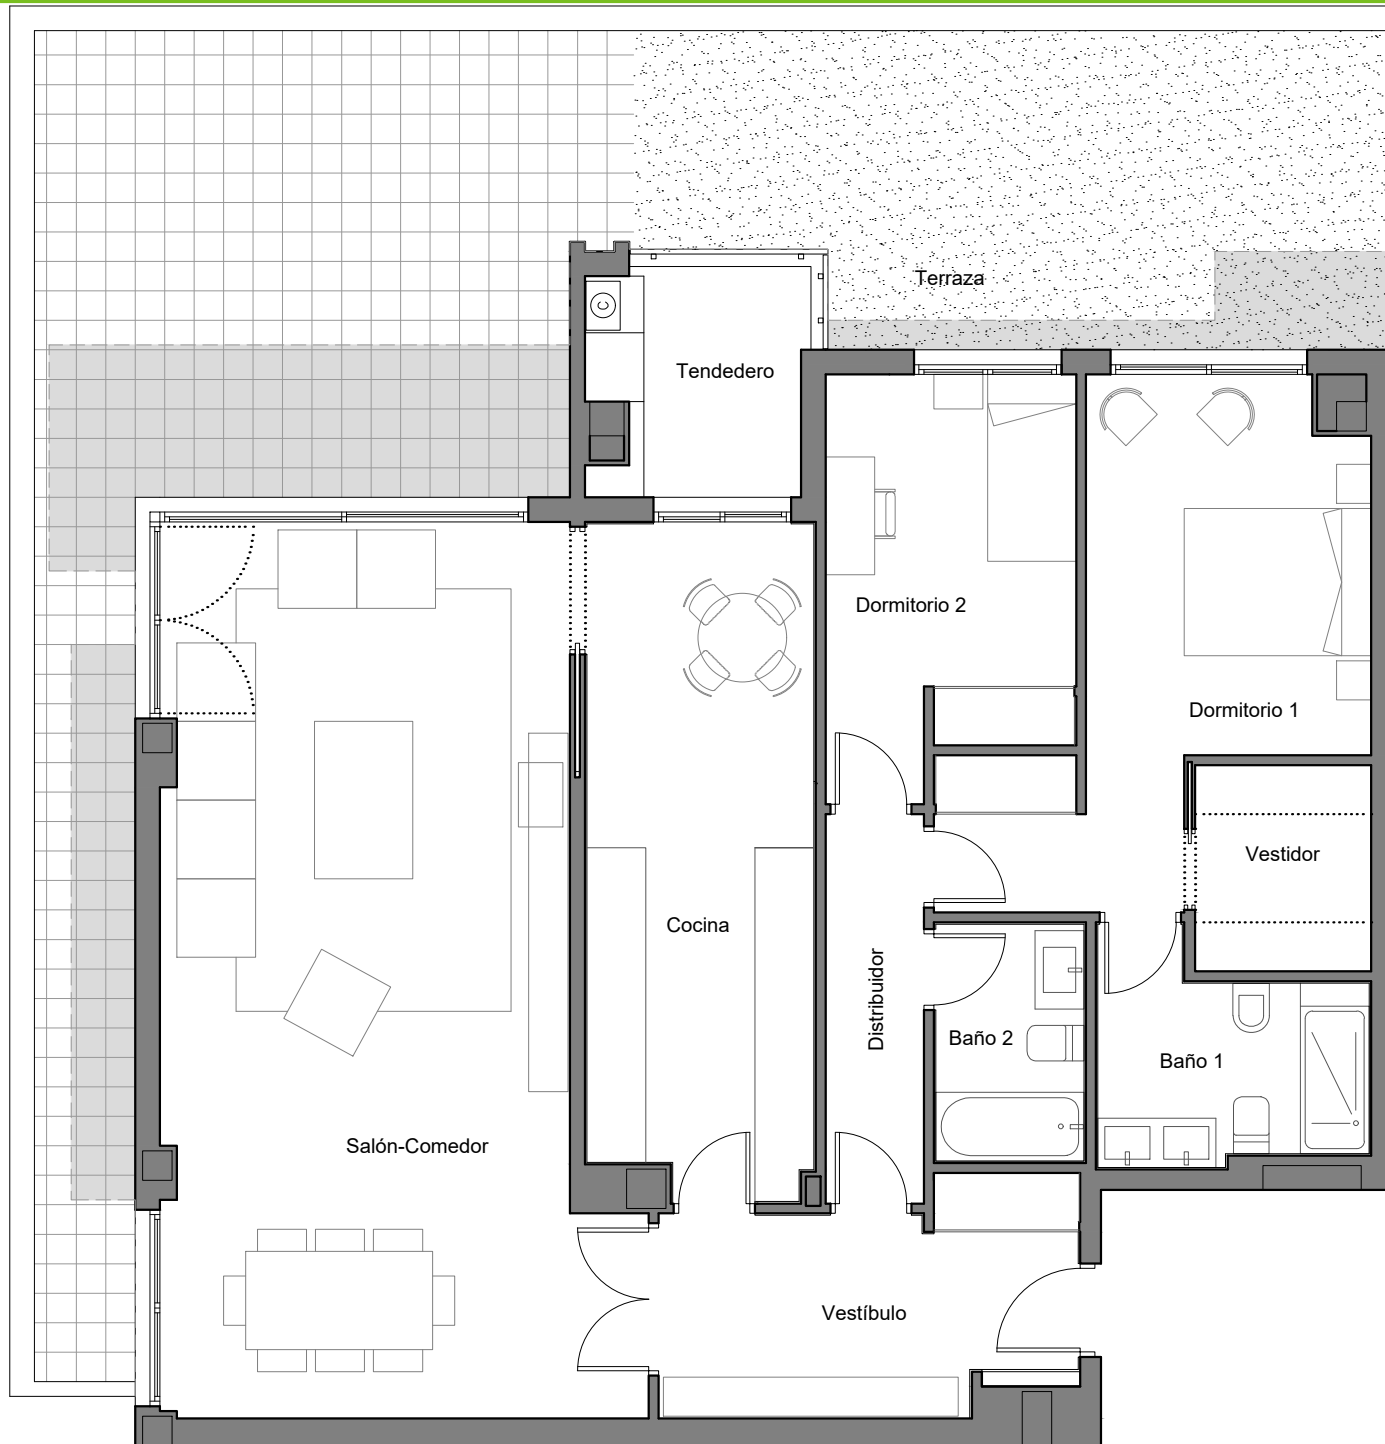 Terraza
Tendedero
Dormitorio 2
Dormitorio 1
Vestidor
Cocina
Distribuidor
Baño 2
Baño 1
Salón-Comedor
Vestíbulo
C